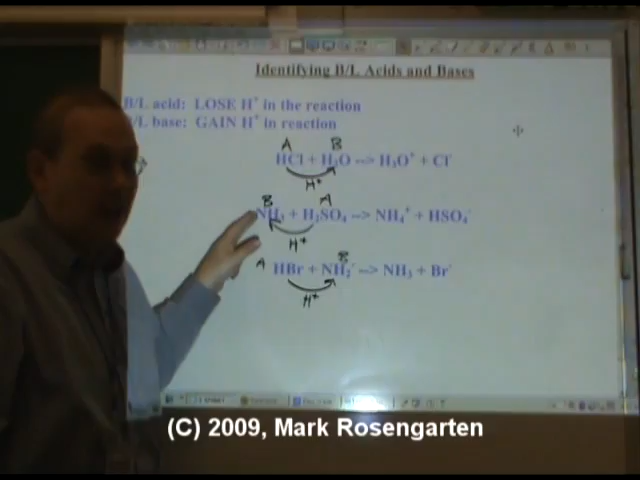 Identifying B/L Acids and Bases
B/L acid: LOSE H⁺ in the reaction
B/L base: GAIN H⁺ in reaction
A B
HCl + H₂O --> H₃O⁺ + Cl⁻
H⁺
B A
NH₃ + H₂SO₄ --> NH₄⁺ + HSO₄⁻
H⁺
A B
HBr + NH₂⁻ --> NH₃ + Br⁻
H⁺
(C) 2009, Mark Rosengarten